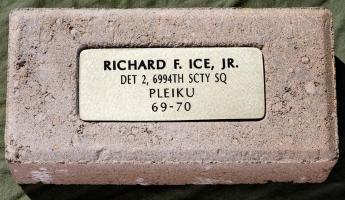 RICHARD F. ICE, JR.
DET 2, 6994TH SCTY SQ
PLEIKU
69-70